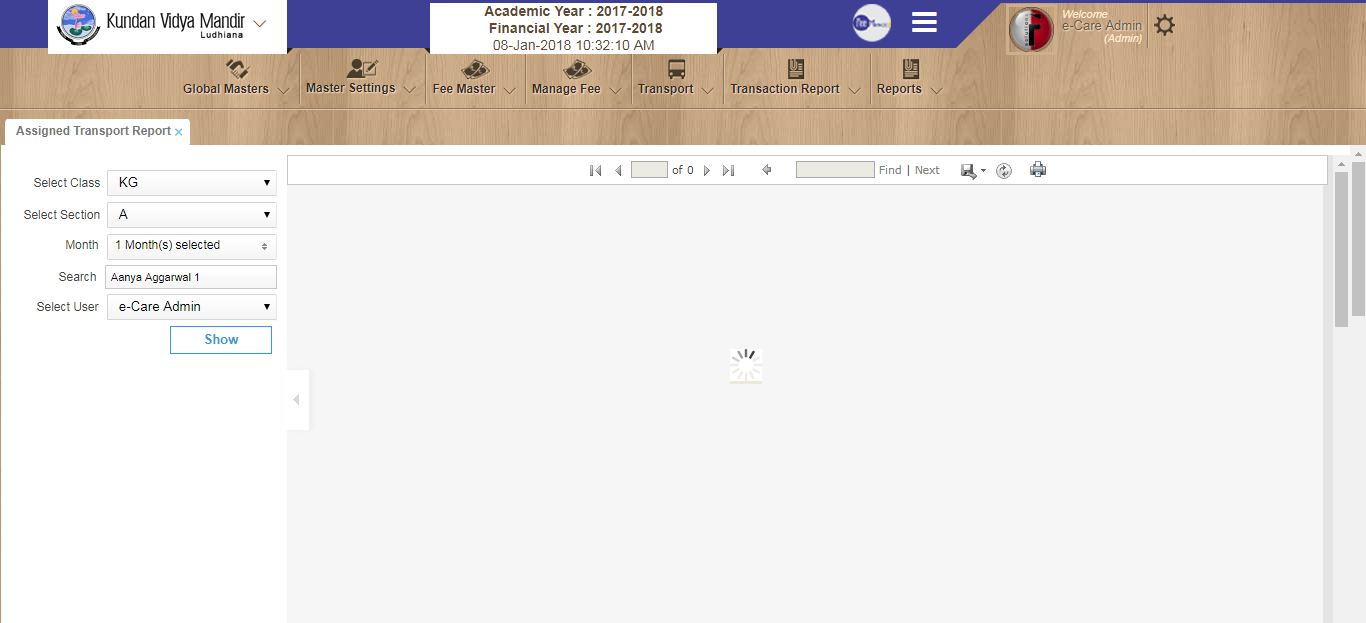 Kundan Vidya Mandir
Ludhiana
Academic Year : 2017-2018
Financial Year : 2017-2018
08-Jan-2018 10:32:10 AM
Welcome
e-Care Admin
(Admin)
Global Masters
Master Settings
Fee Master
Manage Fee
Transport
Transaction Report
Reports
Assigned Transport Report ×
Select Class KG
Select Section A
Month 1 Month(s) selected
Search Aanya Aggarwal 1
Select User e-Care Admin
Show
of 0
Find | Next